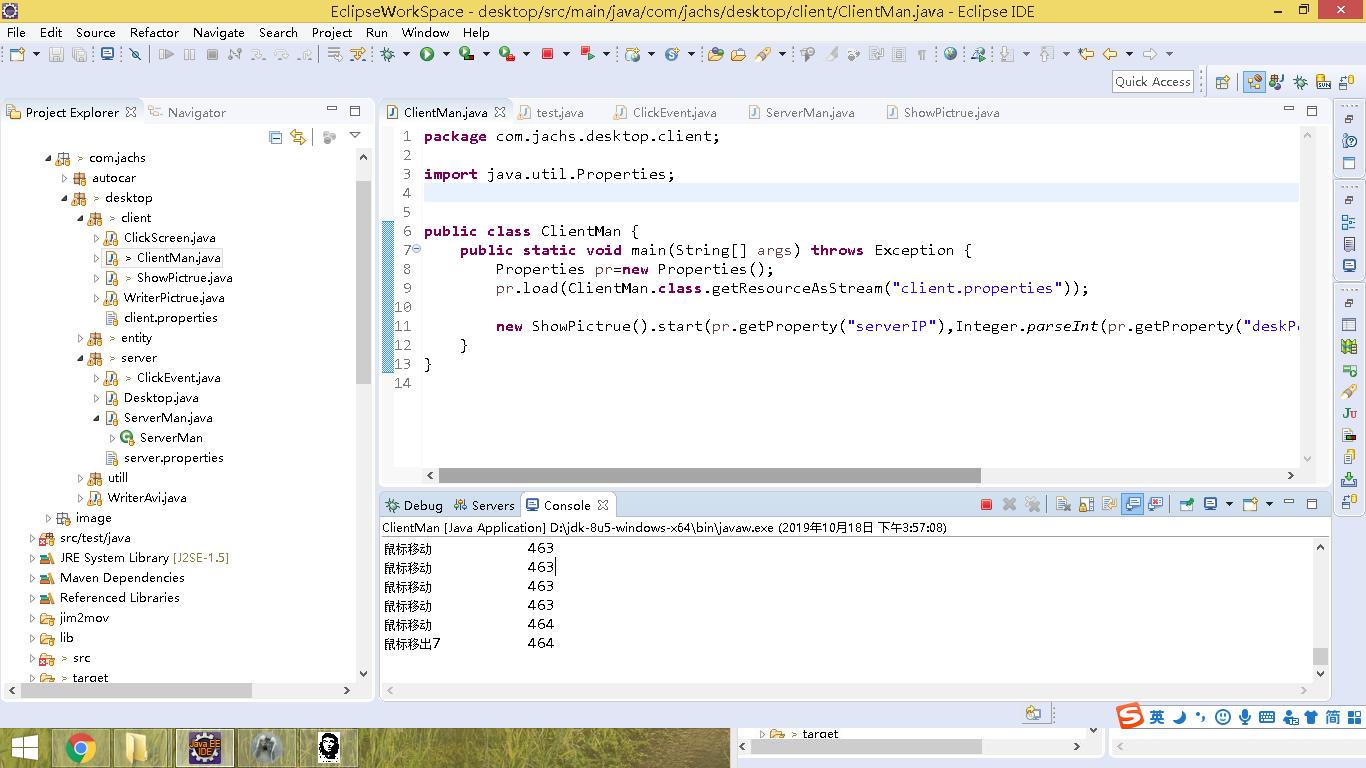 EclipseWorkSpace - desktop/src/main/java/com/jachs/desktop/client/ClientMan.java - Eclipse IDE
File Edit Source Refactor Navigate Search Project Run Window Help
Quick Access
Project Explorer Navigator
com.jachs
autocar
> desktop
> client
ClickScreen.java
> ClientMan.java
> ShowPictrue.java
WriterPictrue.java
client.properties
> entity
> server
> ClickEvent.java
Desktop.java
ServerMan.java
ServerMan
server.properties
utill
WriterAvi.java
image
src/test/java
JRE System Library [J2SE-1.5]
Maven Dependencies
Referenced Libraries
jim2mov
lib
> src
> target
ClientMan.java test.java ClickEvent.java ServerMan.java ShowPictrue.java
1 package com.jachs.desktop.client;
2
3 import java.util.Properties;
4
5
6 public class ClientMan {
7 public static void main(String[] args) throws Exception {
8 Properties pr=new Properties();
9 pr.load(ClientMan.class.getResourceAsStream("client.properties"));
10
11 new ShowPictrue().start(pr.getProperty("serverIP"),Integer.parseInt(pr.getProperty("deskPo
12 }
13 }
14
Debug Servers Console
ClientMan [Java Application] D:\jdk-8u5-windows-x64\bin\javaw.exe (2019年10月18日 下午3:57:08)
鼠标移动 463
鼠标移动 463
鼠标移动 463
鼠标移动 463
鼠标移动 464
鼠标移出7 464
Ju
S 英 简
Java EE
IDE
> target